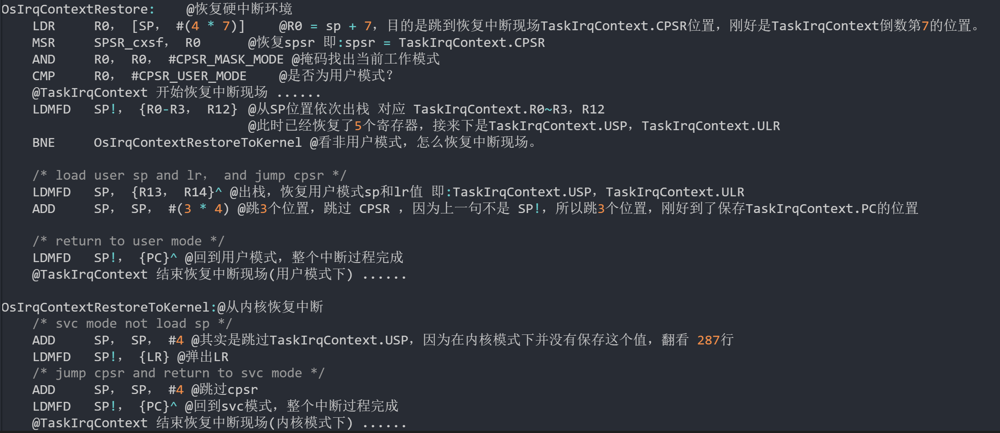 OsIrqContextRestore:    @恢复硬中断环境
    LDR     R0， [SP， #(4 * 7)]    @R0 = sp + 7，目的是跳到恢复中断现场TaskIrqContext.CPSR位置，刚好是TaskIrqContext倒数第7的位置。
    MSR     SPSR_cxsf， R0      @恢复spsr 即:spsr = TaskIrqContext.CPSR
    AND     R0， R0， #CPSR_MASK_MODE @掩码找出当前工作模式
    CMP     R0， #CPSR_USER_MODE    @是否为用户模式？
    @TaskIrqContext 开始恢复中断现场 ......
    LDMFD   SP!， {R0-R3， R12} @从SP位置依次出栈 对应 TaskIrqContext.R0~R3，R12
                            @此时已经恢复了5个寄存器，接来下是TaskIrqContext.USP，TaskIrqContext.ULR
    BNE     OsIrqContextRestoreToKernel @看非用户模式，怎么恢复中断现场。
    /* load user sp and lr， and jump cpsr */
    LDMFD   SP， {R13， R14}^ @出栈，恢复用户模式sp和lr值 即:TaskIrqContext.USP，TaskIrqContext.ULR
    ADD     SP， SP， #(3 * 4) @跳3个位置，跳过 CPSR ，因为上一句不是 SP!，所以跳3个位置，刚好到了保存TaskIrqContext.PC的位置
    /* return to user mode */
    LDMFD   SP!， {PC}^ @回到用户模式，整个中断过程完成
    @TaskIrqContext 结束恢复中断现场(用户模式下) ......
OsIrqContextRestoreToKernel:@从内核恢复中断
    /* svc mode not load sp */
    ADD     SP， SP， #4 @其实是跳过TaskIrqContext.USP，因为在内核模式下并没有保存这个值，翻看 287行
    LDMFD   SP!， {LR} @弹出LR
    /* jump cpsr and return to svc mode */
    ADD     SP， SP， #4 @跳过cpsr
    LDMFD   SP!， {PC}^ @回到svc模式，整个中断过程完成
    @TaskIrqContext 结束恢复中断现场(内核模式下) ......